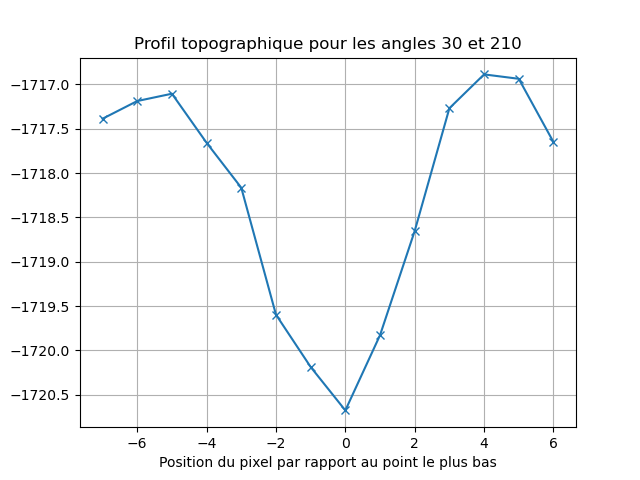 Profil topographique pour les angles 30 et 210
−1717.0
−1717.5
−1718.0
−1718.5
−1719.0
−1719.5
−1720.0
−1720.5
−6 −4 −2 0 2 4 6
Position du pixel par rapport au point le plus bas